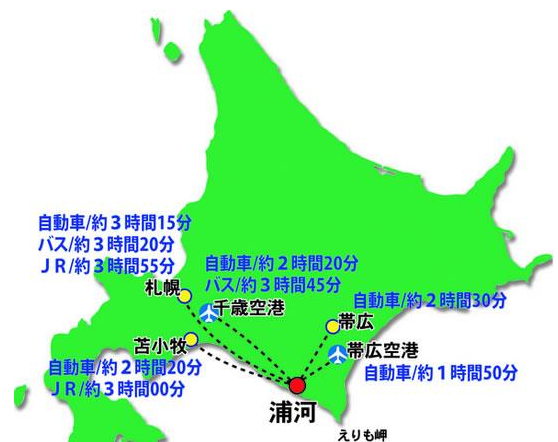 自動車/約３時間15分
バス/約３時間20分
ＪＲ/約３時間55分
札幌
自動車/約２時間20分
バス/約３時間45分
千歳空港
自動車/約２時間30分
帯広
苫小牧
自動車/約２時間20分
ＪＲ/約３時間00分
帯広空港
自動車/約１時間50分
浦河
えりも岬